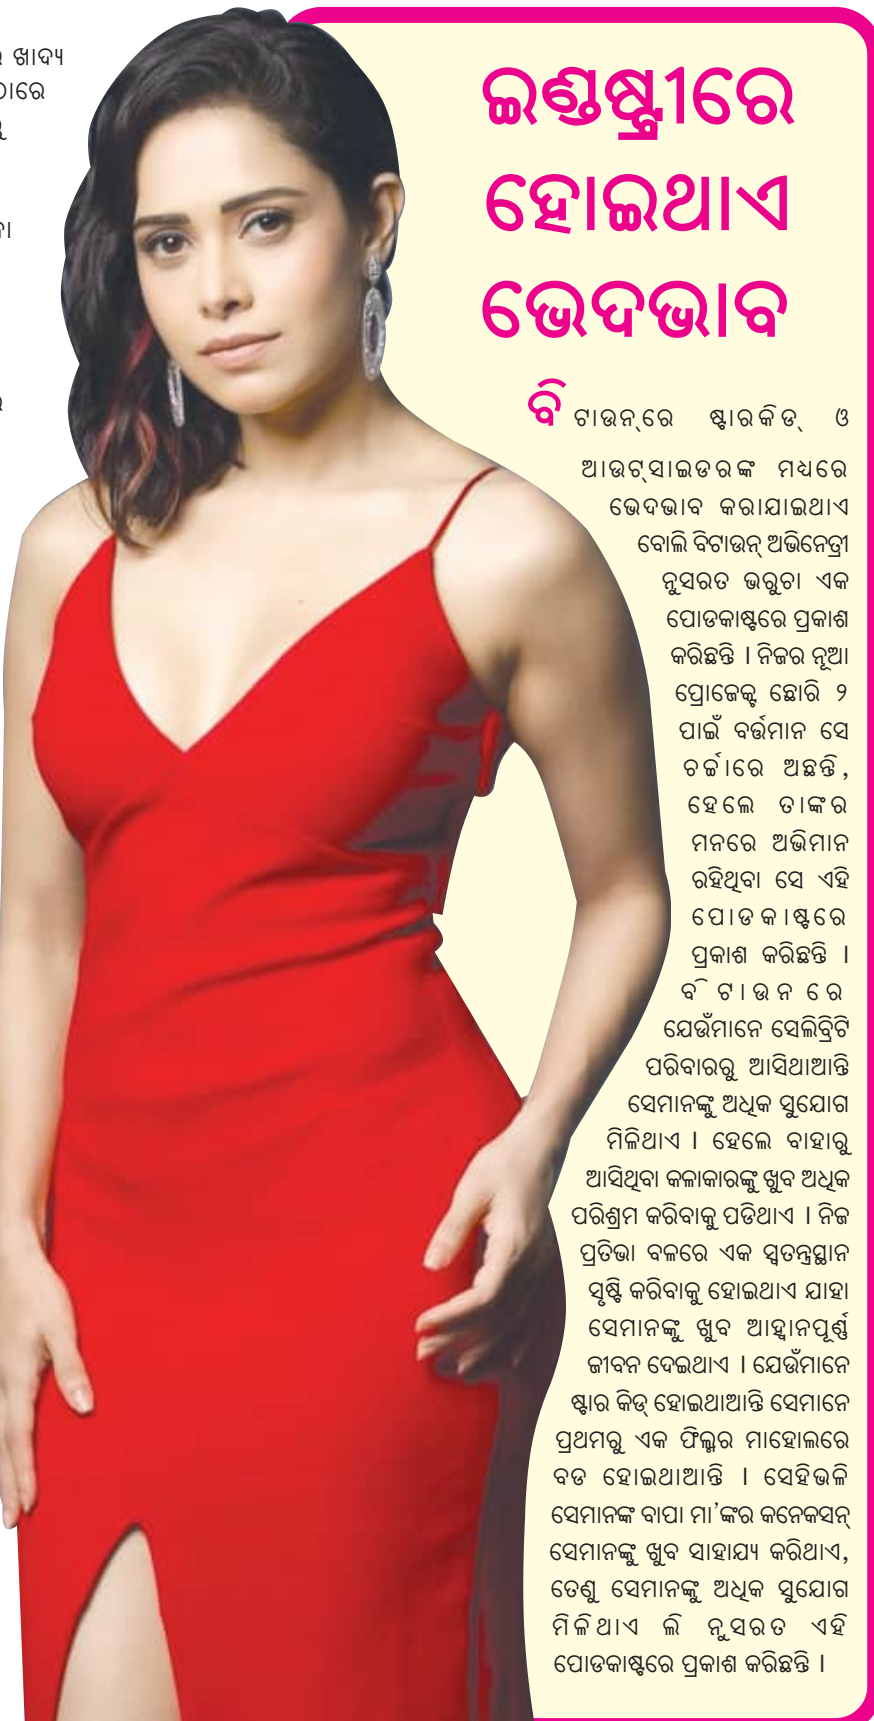 ଖାଦ୍ୟ
ଇଣ୍ଡଷ୍ଟ୍ରୀରେ
ହୋଇଥାଏ
ଭେଦଭାବ
ବି ଟାଉନ୍‌ରେ ଷ୍ଟାରକିଡ୍ ଓ
ଆଉଟ୍‌ସାଇଡରଙ୍କ ମଧ୍ୟରେ
ଭେଦଭାବ କରାଯାଇଥାଏ
ବୋଲି ବିଟାଉନ୍ ଅଭିନେତ୍ରୀ
ନୁସରତ ଭରୁଚା ଏକ
ପୋଡକାଷ୍ଟରେ ପ୍ରକାଶ
କରିଛନ୍ତି । ନିଜର ନୂଆ
ପ୍ରୋଜେକ୍ଟ ଛୋରି ୨
ପାଇଁ ବର୍ତ୍ତମାନ ସେ
ଚର୍ଚ୍ଚାରେ ଅଛନ୍ତି,
ହେଲେ ତାଙ୍କର
ମନରେ ଅଭିମାନ
ରହିଥିବା ସେ ଏହି
ପୋଡକାଷ୍ଟରେ
ପ୍ରକାଶ କରିଛନ୍ତି ।
ବିଟାଉନରେ
ଯେଉଁମାନେ ସେଲିବ୍ରିଟି
ପରିବାରରୁ ଆସିଥାଆନ୍ତି
ସେମାନଙ୍କୁ ଅଧିକ ସୁଯୋଗ
ମିଳିଥାଏ । ହେଲେ ବାହାରୁ
ଆସିଥିବା କଳାକାରଙ୍କୁ ଖୁବ ଅଧିକ
ପରିଶ୍ରମ କରିବାକୁ ପଡିଥାଏ । ନିଜ
ପ୍ରତିଭା ବଳରେ ଏକ ସ୍ୱତନ୍ତ୍ରସ୍ଥାନ
ସୃଷ୍ଟି କରିବାକୁ ହୋଇଥାଏ ଯାହା
ସେମାନଙ୍କୁ ଖୁବ ଆହ୍ୱାନପୂର୍ଣ୍ଣ
ଜୀବନ ଦେଇଥାଏ । ଯେଉଁମାନେ
ଷ୍ଟାର କିଡ୍ ହୋଇଥାଆନ୍ତି ସେମାନେ
ପ୍ରଥମରୁ ଏକ ଫିଲ୍ମର ମାହୋଲରେ
ବଡ ହୋଇଥାଆନ୍ତି । ସେହିଭଳି
ସେମାନଙ୍କ ବାପା ମା'ଙ୍କର କନେକସନ୍
ସେମାନଙ୍କୁ ଖୁବ ସାହାଯ୍ୟ କରିଥାଏ,
ତେଣୁ ସେମାନଙ୍କୁ ଅଧିକ ସୁଯୋଗ
ମିଳିଥାଏ ଲି ନୁସରତ ଏହି
ପୋଡକାଷ୍ଟରେ ପ୍ରକାଶ କରିଛନ୍ତି ।